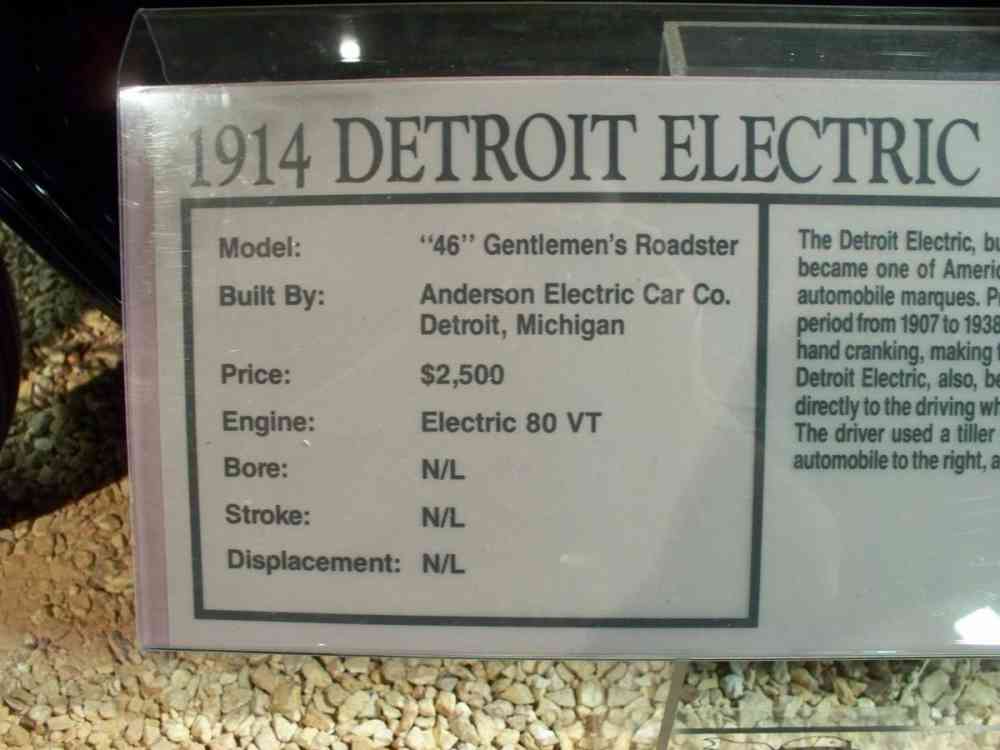 1914 DETROIT ELECTRIC
Model: “46” Gentlemen's Roadster
Built By: Anderson Electric Car Co.
Detroit, Michigan
Price: $2,500
Engine: Electric 80 VT
Bore: N/L
Stroke: N/L
Displacement: N/L
The Detroit Electric,
became one of
automobile marques.
period from 1907 to 1938
hand cranking, making
Detroit Electric, also,
directly to the driving
The driver used a tiller
automobile to the right,